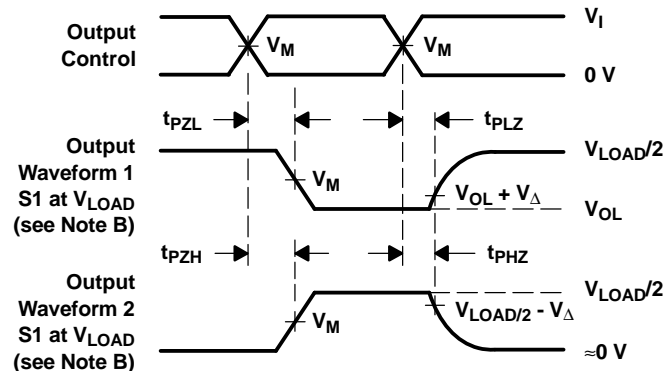 Output
Control
V_M
V_M
V_I
0 V
t_PZL
t_PLZ
Output
Waveform 1
S1 at V_LOAD
(see Note B)
V_M
V_OL + V_Δ
V_LOAD/2
V_OL
t_PZH
t_PHZ
Output
Waveform 2
S1 at V_LOAD
(see Note B)
V_M
V_LOAD/2 - V_Δ
V_LOAD/2
≈0 V